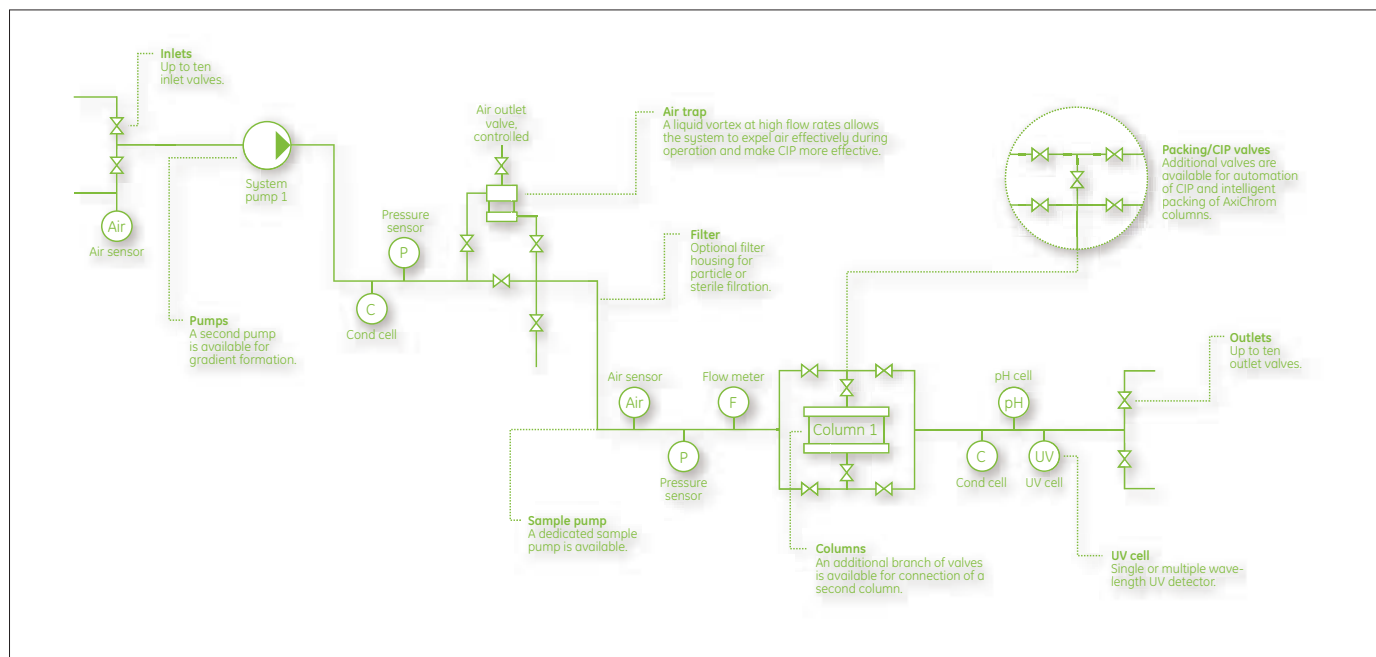 Inlets
Up to ten
inlet valves.
Air
Air sensor
System
pump 1
Pumps
A second pump
is available for
gradient formation.
Pressure
sensor
P
C
Cond cell
Air outlet
valve,
controlled
Air trap
A liquid vortex at high flow rates allows
the system to expel air effectively during
operation and make CIP more effective.
Filter
Optional filter
housing for
particle or
sterile filration.
Packing/CIP valves
Additional valves are
available for automation
of CIP and intelligent
packing of AxiChrom
columns.
Air sensor
Air
Flow meter
F
P
Pressure
sensor
Sample pump
A dedicated sample
pump is available.
Column 1
Columns
An additional branch of valves
is available for connection of a
second column.
pH cell
pH
C
Cond cell
UV
UV cell
Outlets
Up to ten
outlet valves.
UV cell
Single or multiple wave-
length UV detector.